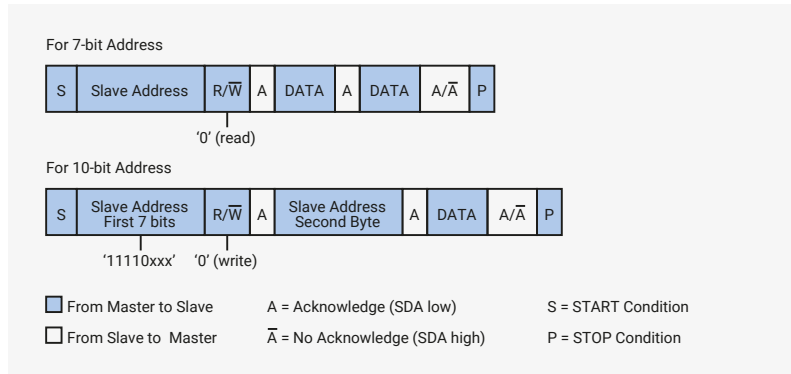 For 7-bit Address
S Slave Address R/W̅ A DATA A DATA A/A̅ P
‘0’ (read)
For 10-bit Address
S Slave Address First 7 bits R/W̅ A Slave Address Second Byte A DATA A/A̅ P
‘11110xxx’ ‘0’ (write)
From Master to Slave A = Acknowledge (SDA low) S = START Condition
From Slave to Master A̅ = No Acknowledge (SDA high) P = STOP Condition